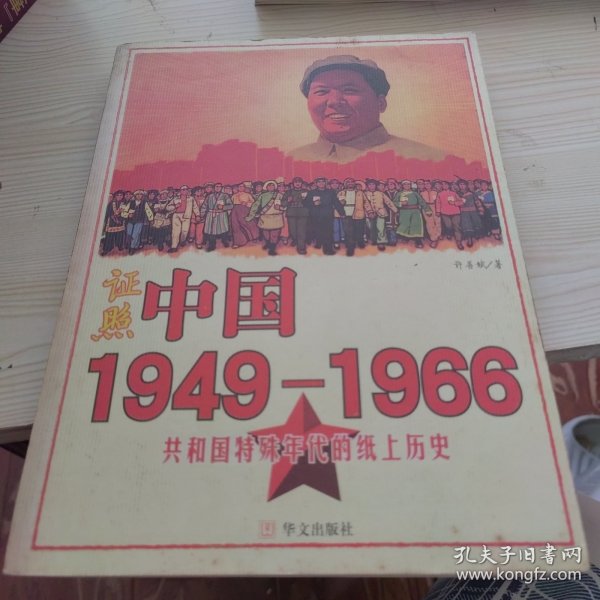 许善斌/著
证照
中国
1949-1966
共和国特殊年代的纸上历史
华文出版社
孔夫子旧书网
www.kongfz.com